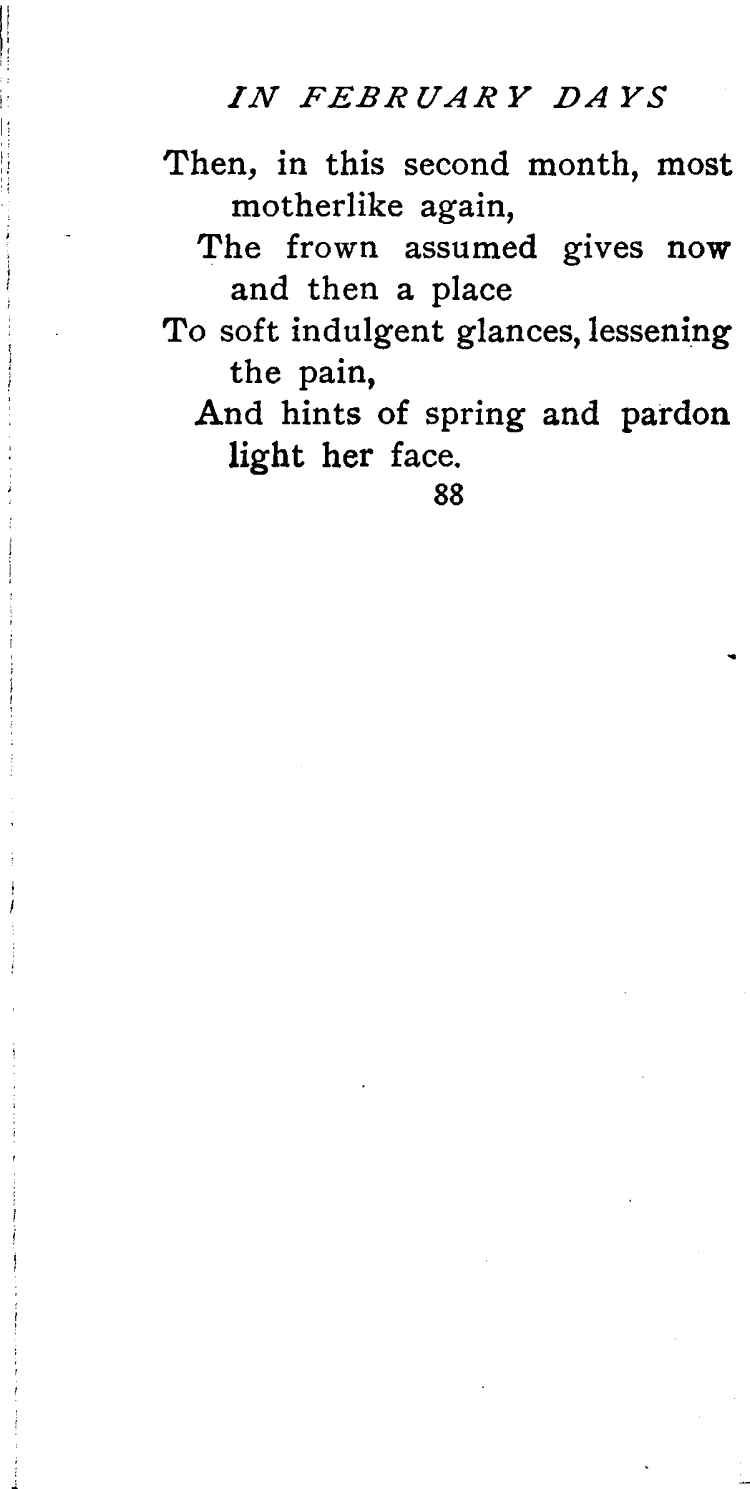 IN FEBRUARY DAYS
Then, in this second month, most
motherlike again,
The frown assumed gives now
and then a place
To soft indulgent glances, lessening
the pain,
And hints of spring and pardon
light her face.
88